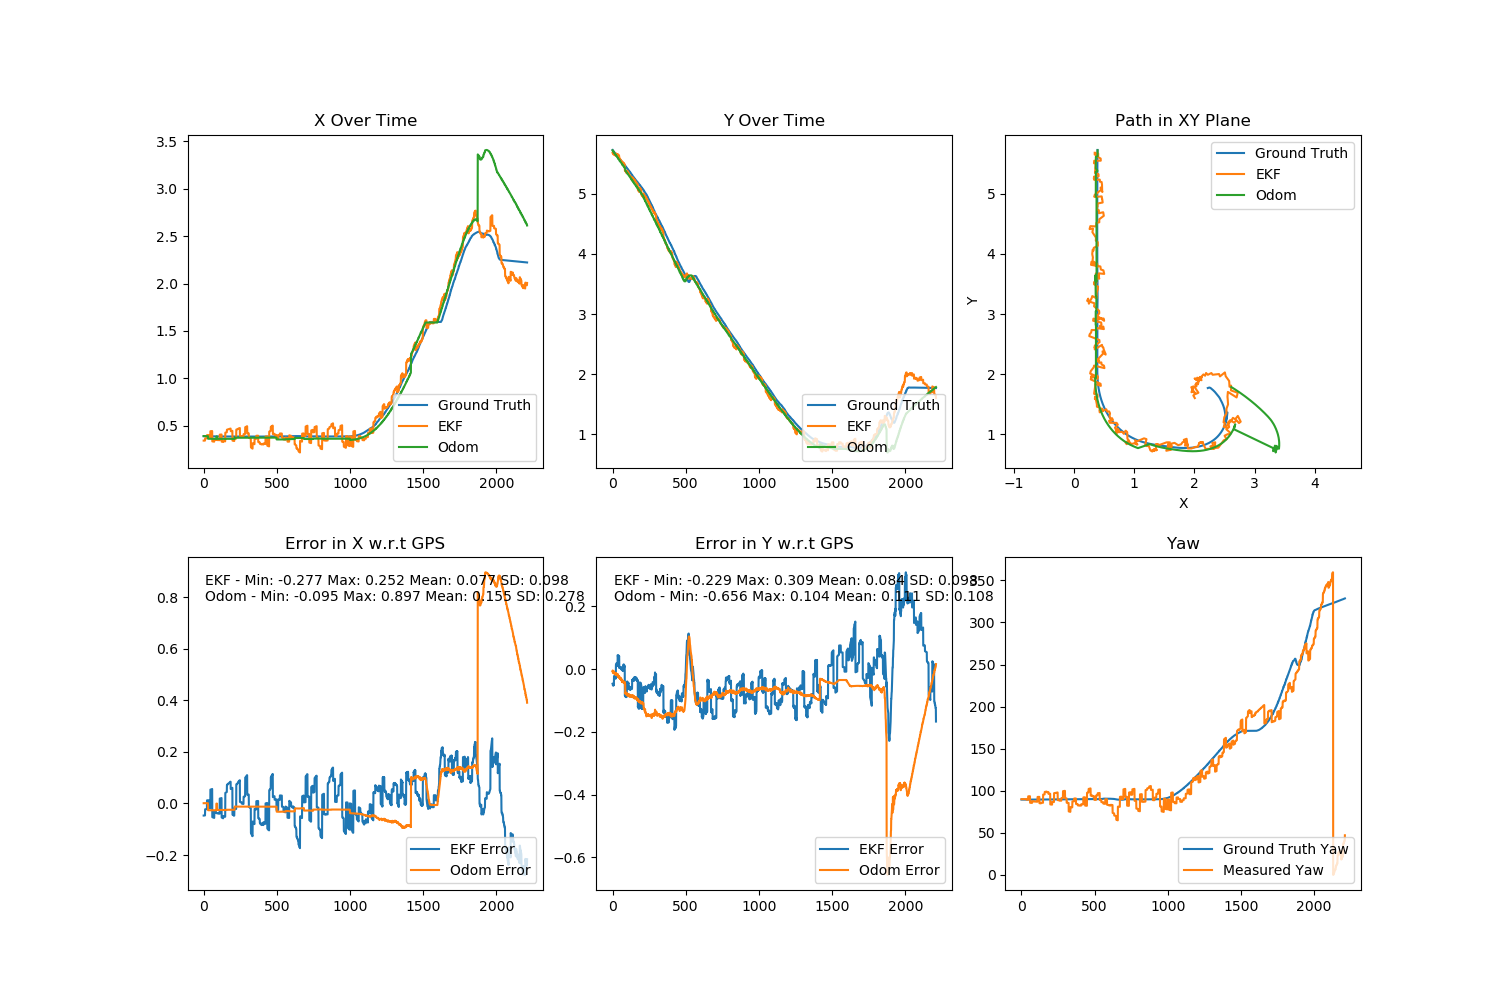 X Over Time
3.5
3.0
2.5
2.0
1.5
1.0
0.5
Ground Truth
EKF
Odom
0 500 1000 1500 2000
Y Over Time
5
4
3
2
1
Ground Truth
EKF
Odom
0 500 1000 1500 2000
Path in XY Plane
Ground Truth
EKF
Odom
5
4
3
2
1
Y
−1 0 1 2 3 4
X
Error in X w.r.t GPS
EKF - Min: -0.277 Max: 0.252 Mean: 0.077 SD: 0.098
Odom - Min: -0.095 Max: 0.897 Mean: 0.155 SD: 0.278
0.8
0.6
0.4
0.2
0.0
−0.2
EKF Error
Odom Error
0 500 1000 1500 2000
Error in Y w.r.t GPS
EKF - Min: -0.229 Max: 0.309 Mean: 0.084 SD: 0.098
Odom - Min: -0.656 Max: 0.104 Mean: 0.111 SD: 0.108
0.2
0.0
−0.2
−0.4
−0.6
EKF Error
Odom Error
0 500 1000 1500 2000
Yaw
350
300
250
200
150
100
50
0
Ground Truth Yaw
Measured Yaw
0 500 1000 1500 2000